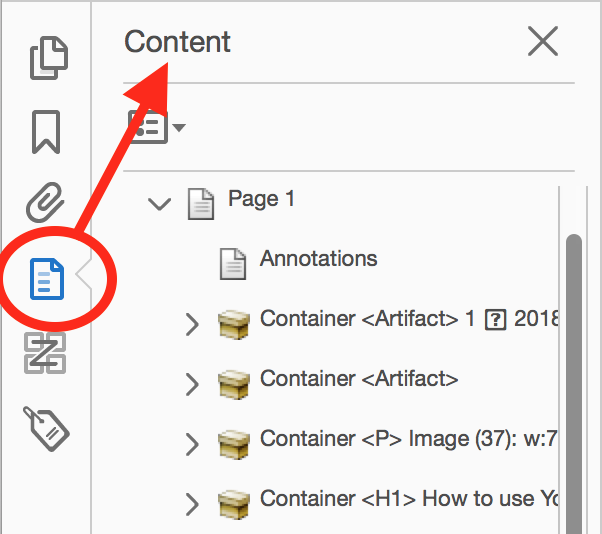 Content
Page 1
Annotations
Container <Artifact> 1 ? 2018
Container <Artifact>
Container <P> Image (37): w:7
Container <H1> How to use Yo